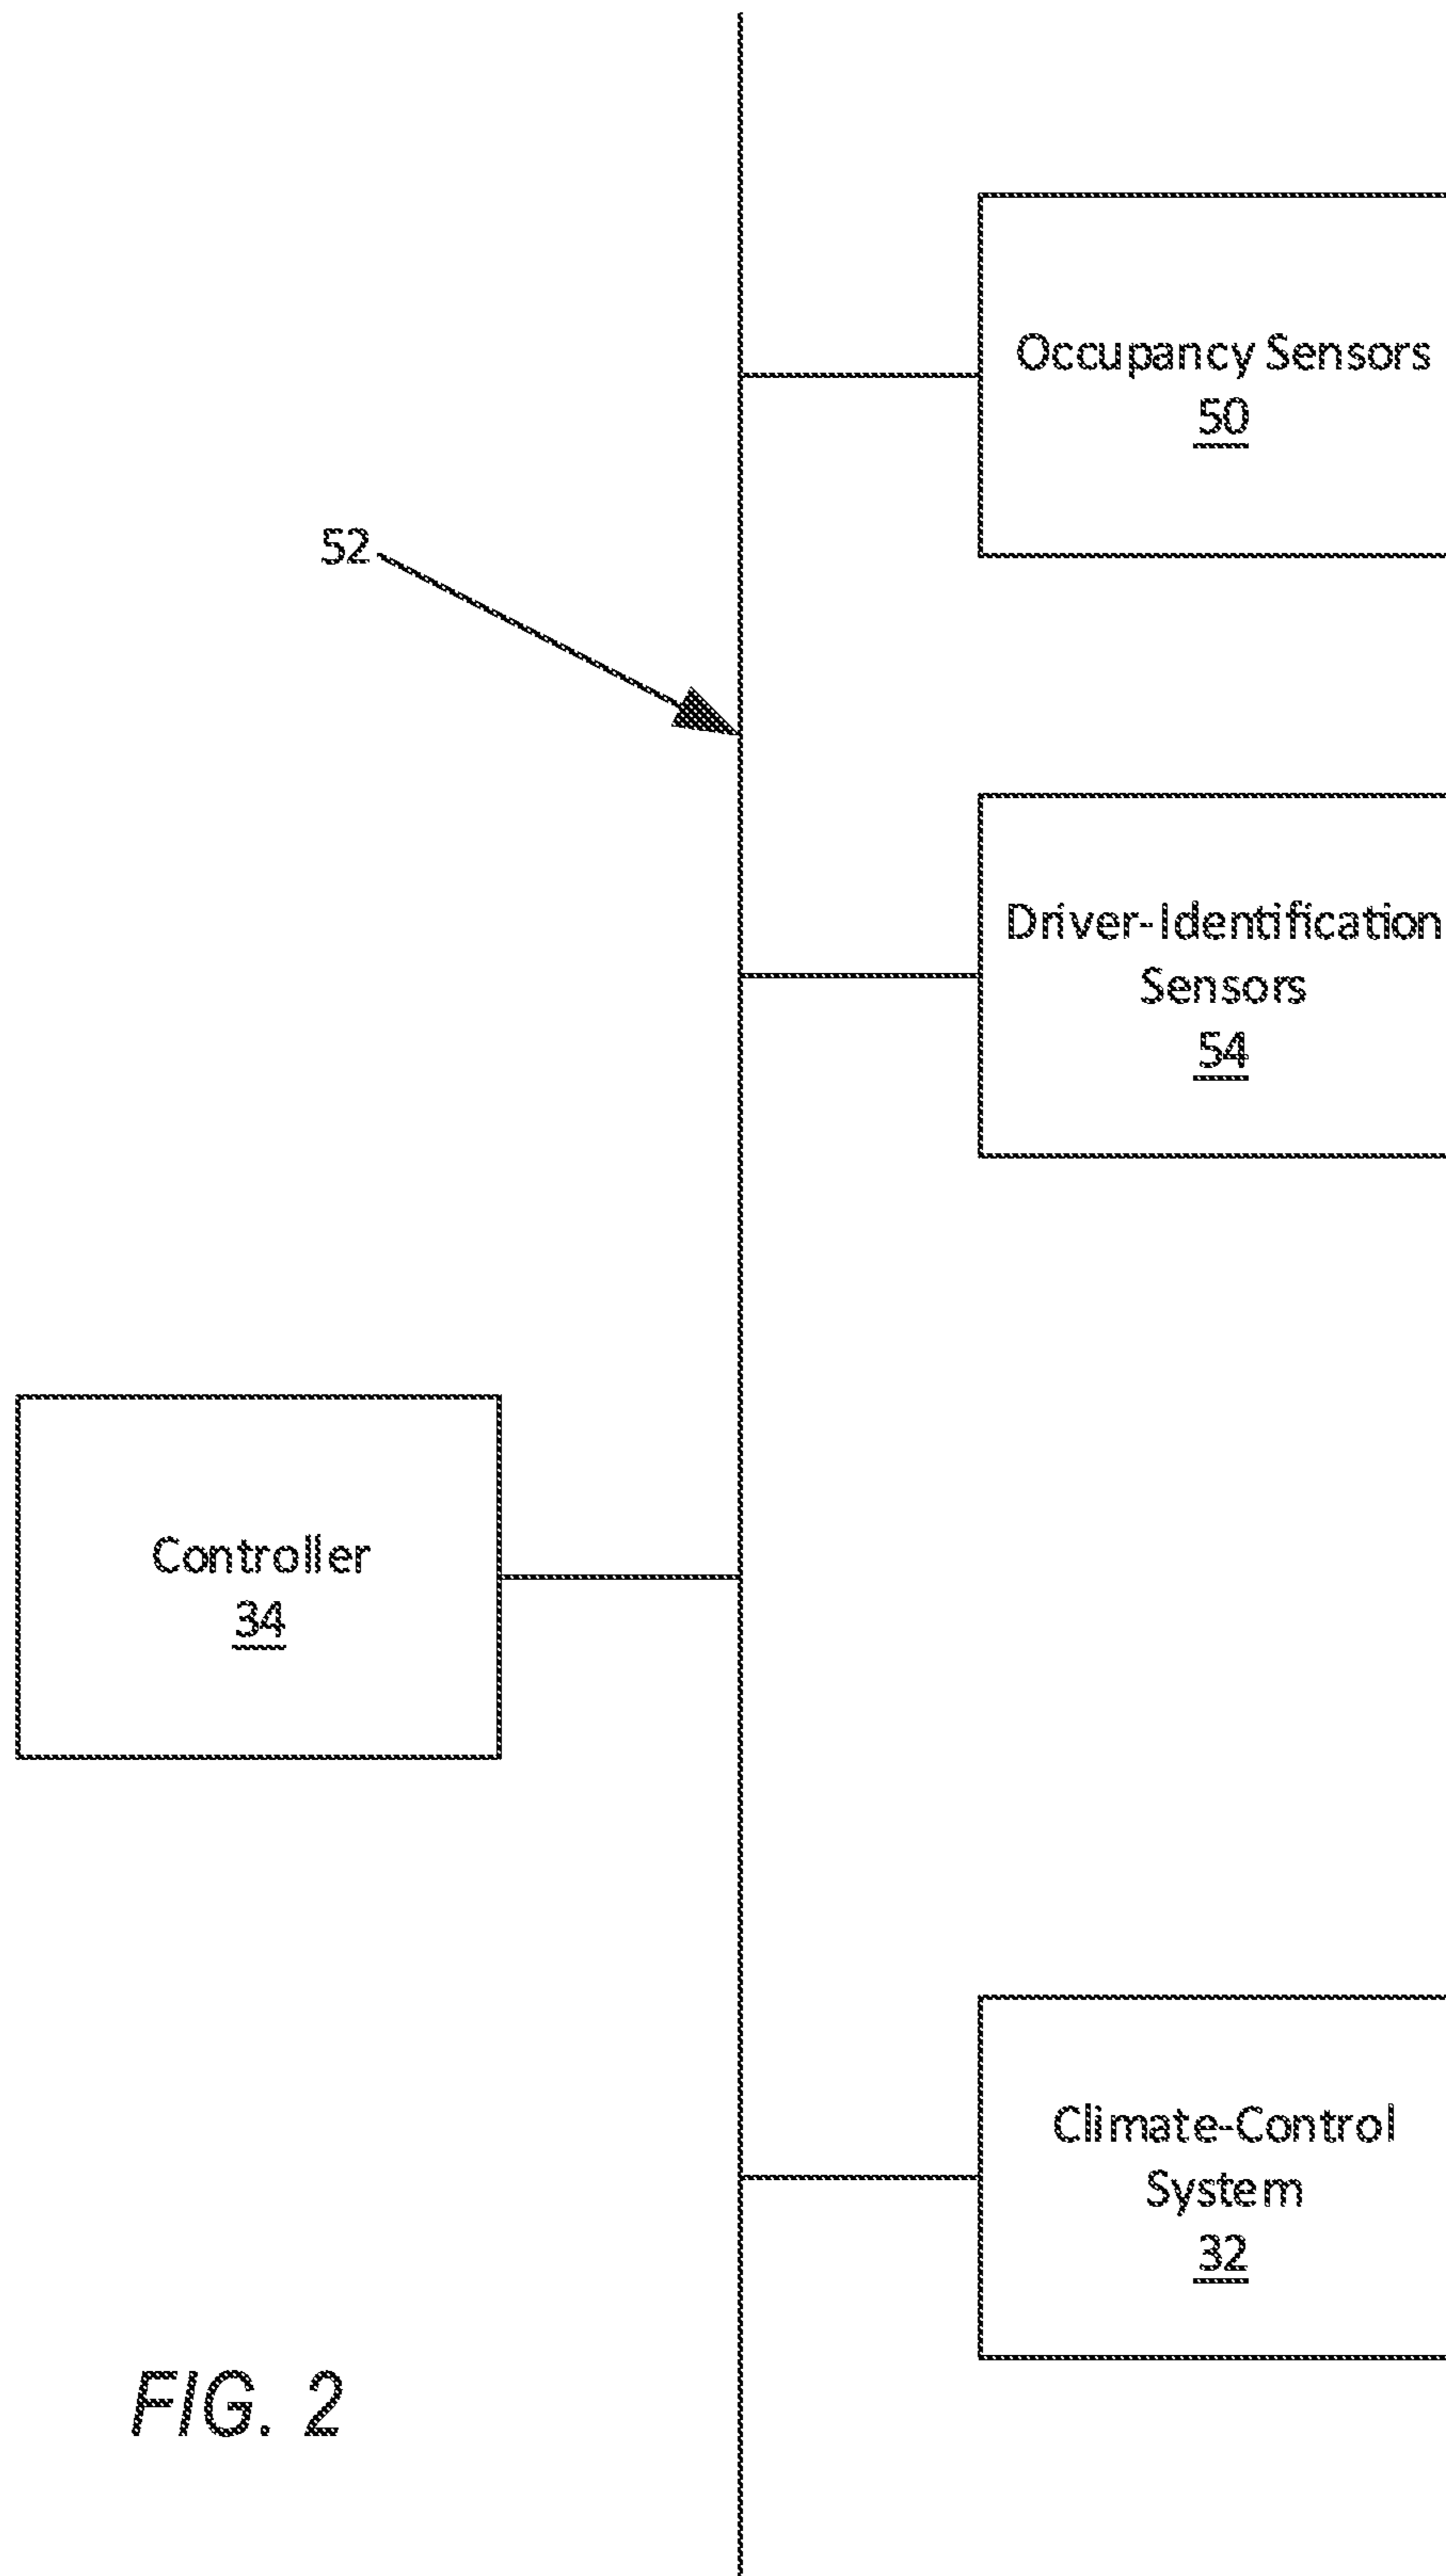 Occupancy Sensors
50
52
Driver-Identification
Sensors
54
Controller
34
Climate-Control
System
32
FIG. 2